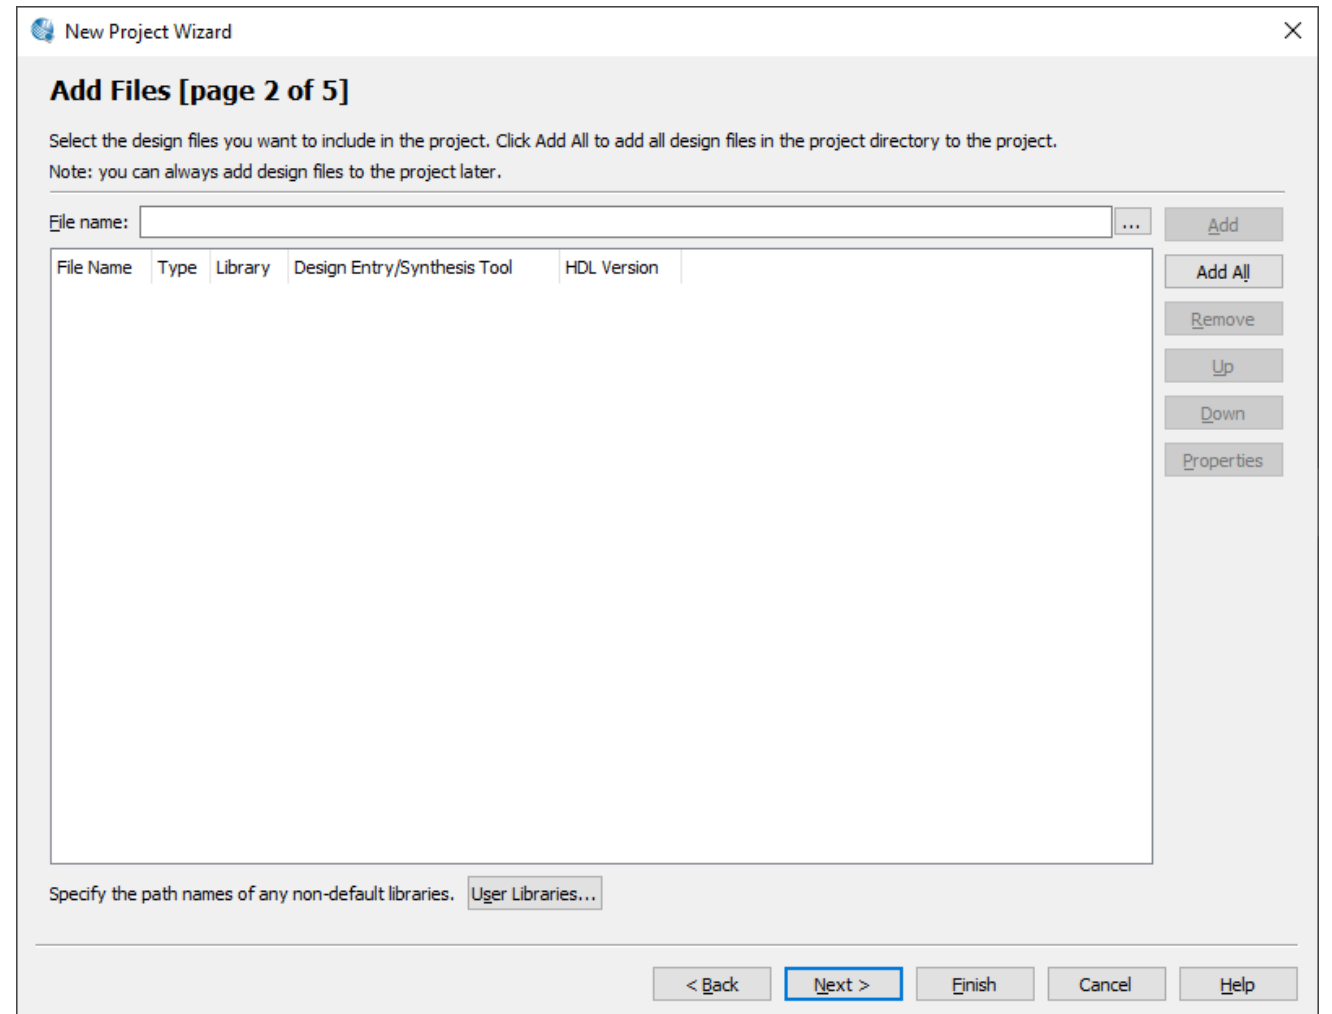 New Project Wizard
Add Files [page 2 of 5]
Select the design files you want to include in the project. Click Add All to add all design files in the project directory to the project.
Note: you can always add design files to the project later.
File name: ... Add
File Name Type Library Design Entry/Synthesis Tool HDL Version
Add All
Remove
Up
Down
Properties
Specify the path names of any non-default libraries. User Libraries...
< Back Next > Finish Cancel Help